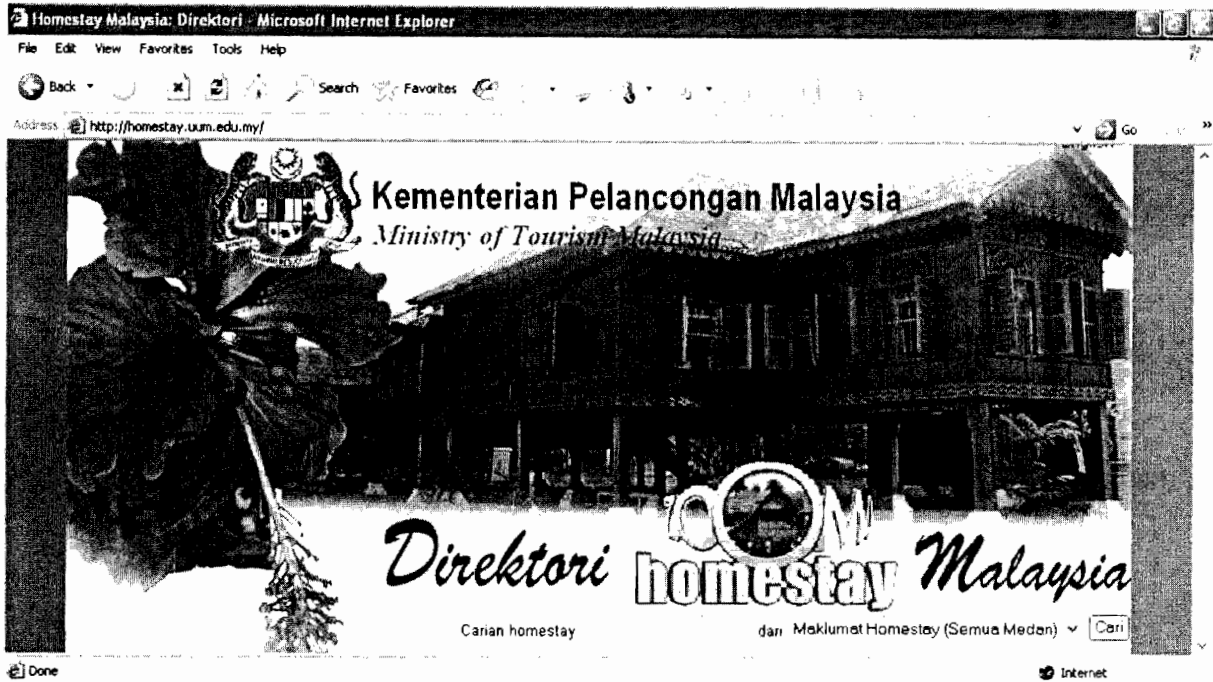 Homestay Malaysia: Direktori - Microsoft Internet Explorer
File Edit View Favorites Tools Help
Back Search Favorites
Address http://homestay.uum.edu.my/ Go »
Kementerian Pelancongan Malaysia
Ministry of Tourism Malaysia
Direktori homestay Malaysia
Carian homestay dari Maklumat Homestay (Semua Medan) Cari
Done Internet